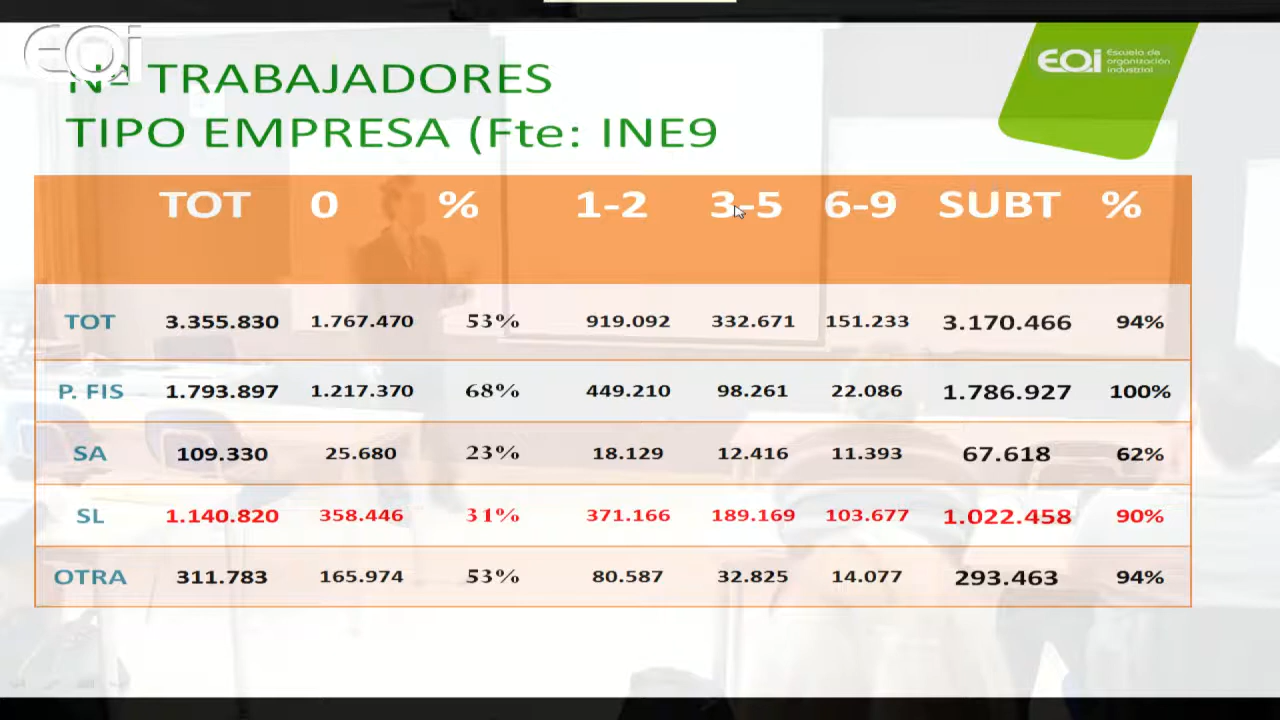 EOi
Nº TRABAJADORES
TIPO EMPRESA (Fte: INE9
EOi Escuela de organización industrial
TOT 0 % 1-2 3-5 6-9 SUBT %
TOT 3.355.830 1.767.470 53% 919.092 332.671 151.233 3.170.466 94%
P. FIS 1.793.897 1.217.370 68% 449.210 98.261 22.086 1.786.927 100%
SA 109.330 25.680 23% 18.129 12.416 11.393 67.618 62%
SL 1.140.820 358.446 31% 371.166 189.169 103.677 1.022.458 90%
OTRA 311.783 165.974 53% 80.587 32.825 14.077 293.463 94%